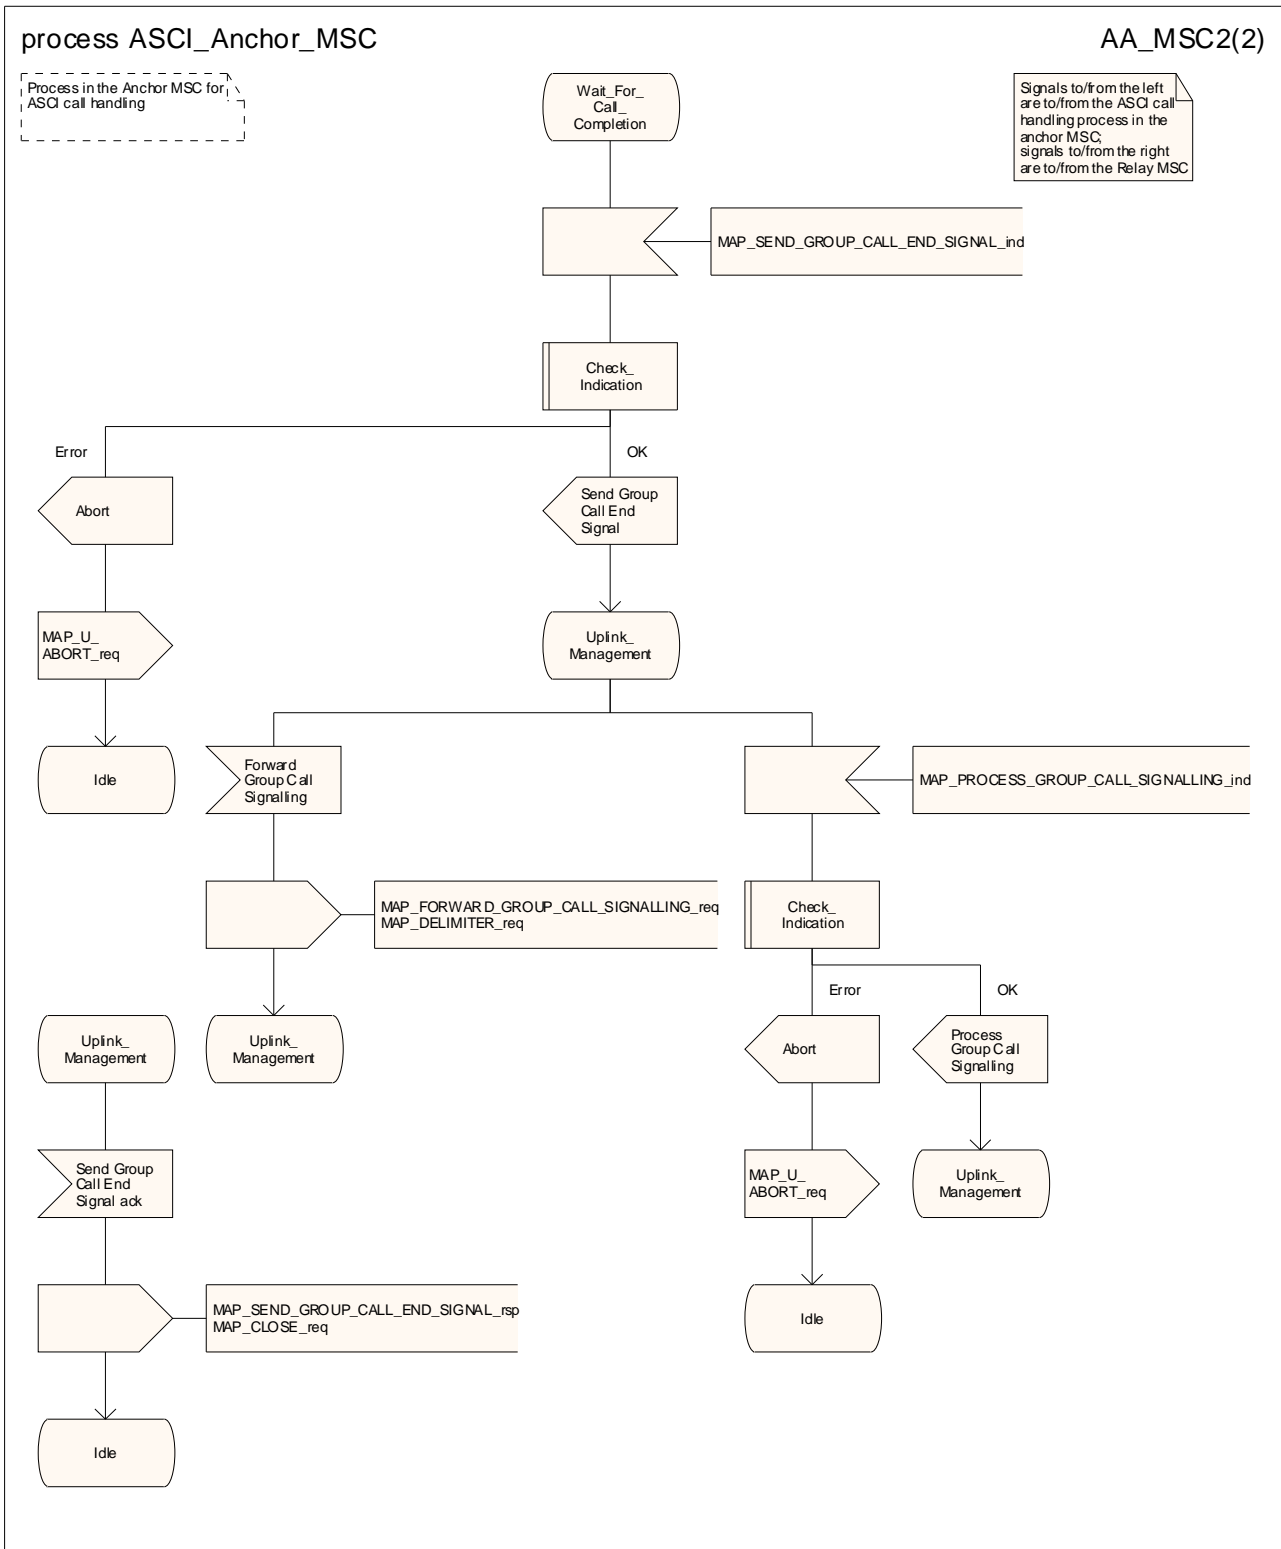 process ASCI_Anchor_MSC
AA_MSC2(2)
Process in the Anchor MSC for
ASCI call handling
Wait_For_
Call_
Completion
Signals to/from the left
are to/from the ASCI call
handling process in the
anchor MSC;
signals to/from the right
are to/from the Relay MSC
MAP_SEND_GROUP_CALL_END_SIGNAL_ind
Check_
Indication
Error
OK
Abort
Send Group
Call End
Signal
MAP_U_
ABORT_req
Uplink_
Management
Idle
Forward
Group Call
Signalling
MAP_PROCESS_GROUP_CALL_SIGNALLING_ind
MAP_FORWARD_GROUP_CALL_SIGNALLING_req
MAP_DELIMITER_req
Check_
Indication
Error
OK
Uplink_
Management
Uplink_
Management
Abort
Process
Group Call
Signalling
Send Group
Call End
Signal ack
MAP_U_
ABORT_req
Uplink_
Management
MAP_SEND_GROUP_CALL_END_SIGNAL_rsp
MAP_CLOSE_req
Idle
Idle